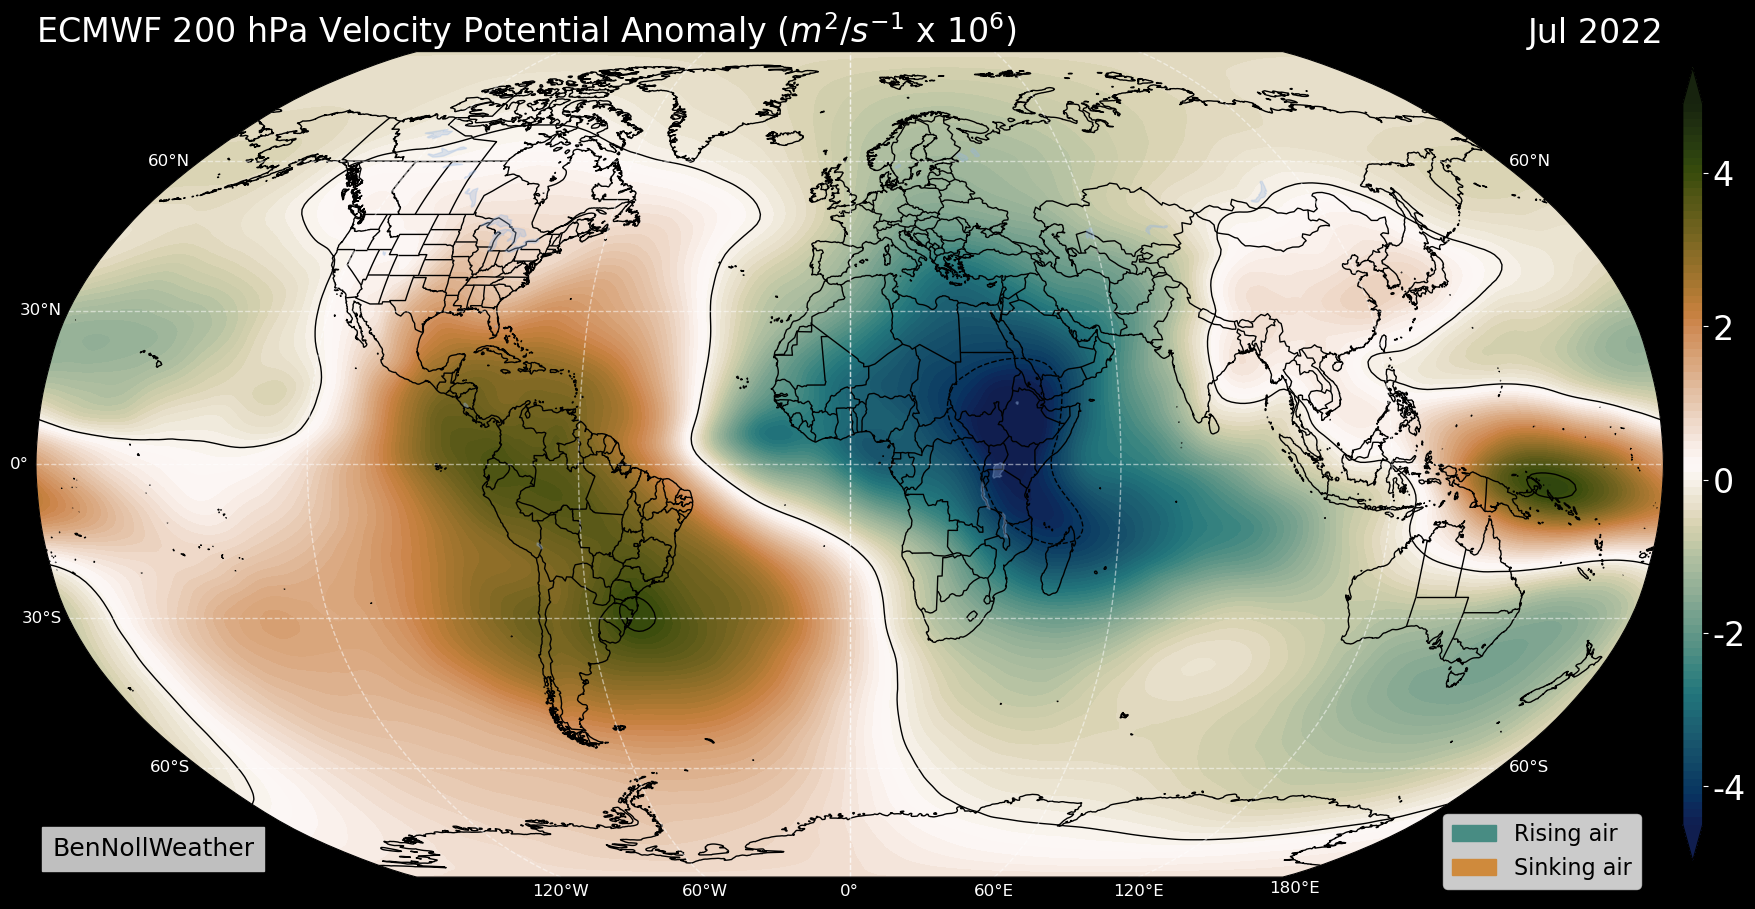 ECMWF 200 hPa Velocity Potential Anomaly (m²/s⁻¹ x 10⁶)
Jul 2022
60°N
60°N
4
30°N
2
0°
0
30°S
-2
60°S
60°S
-4
BenNollWeather
Rising air
Sinking air
120°W
60°W
0°
60°E
120°E
180°E